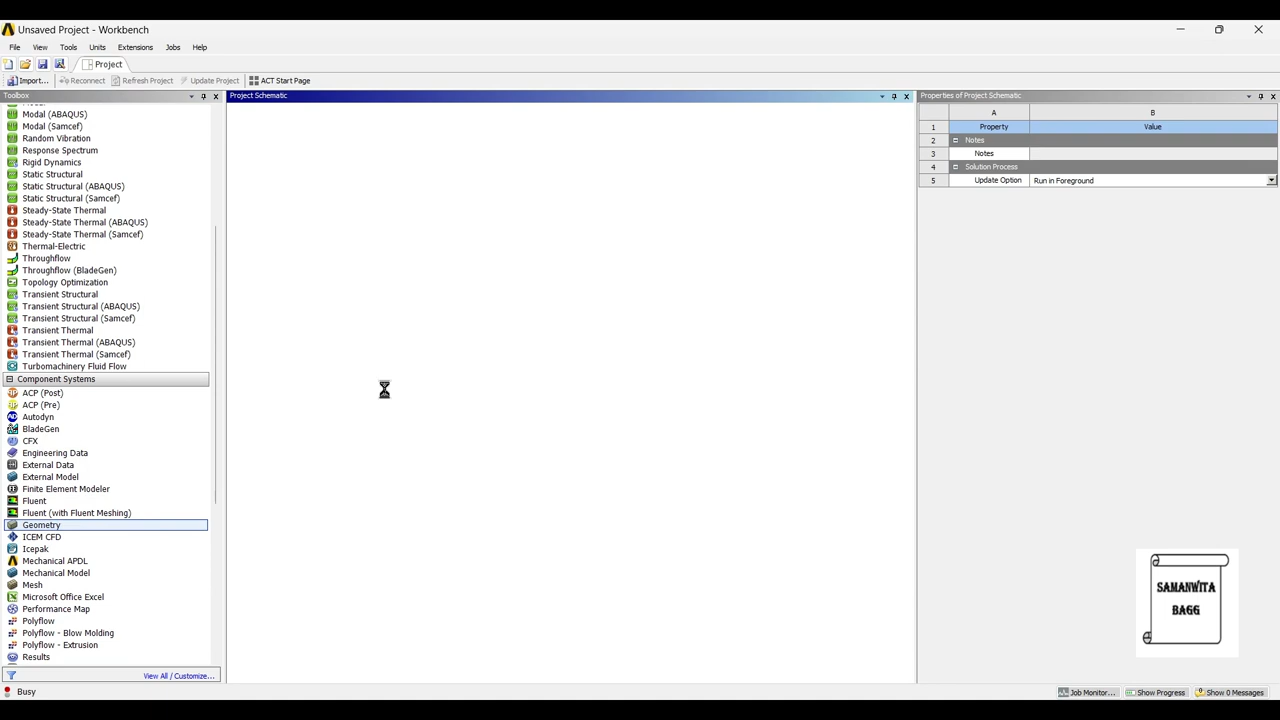 Unsaved Project - Workbench
File View Tools Units Extensions Jobs Help
Project
Import... Reconnect Refresh Project Update Project ACT Start Page
Toolbox
Modal (ABAQUS)
Modal (Samcef)
Random Vibration
Response Spectrum
Rigid Dynamics
Static Structural
Static Structural (ABAQUS)
Static Structural (Samcef)
Steady-State Thermal
Steady-State Thermal (ABAQUS)
Steady-State Thermal (Samcef)
Thermal-Electric
Throughflow
Throughflow (BladeGen)
Topology Optimization
Transient Structural
Transient Structural (ABAQUS)
Transient Structural (Samcef)
Transient Thermal
Transient Thermal (ABAQUS)
Transient Thermal (Samcef)
Turbomachinery Fluid Flow
Component Systems
ACP (Post)
ACP (Pre)
Autodyn
BladeGen
CFX
Engineering Data
External Data
External Model
Finite Element Modeler
Fluent
Fluent (with Fluent Meshing)
Geometry
ICEM CFD
Icepak
Mechanical APDL
Mechanical Model
Mesh
Microsoft Office Excel
Performance Map
Polyflow
Polyflow - Blow Molding
Polyflow - Extrusion
Results
View All / Customize...
Project Schematic
Properties of Project Schematic
A B
1 Property Value
2 Notes
3 Notes
4 Solution Process
5 Update Option Run in Foreground
SAMANWITA
BAGG
Busy
Job Monitor... Show Progress Show 0 Messages